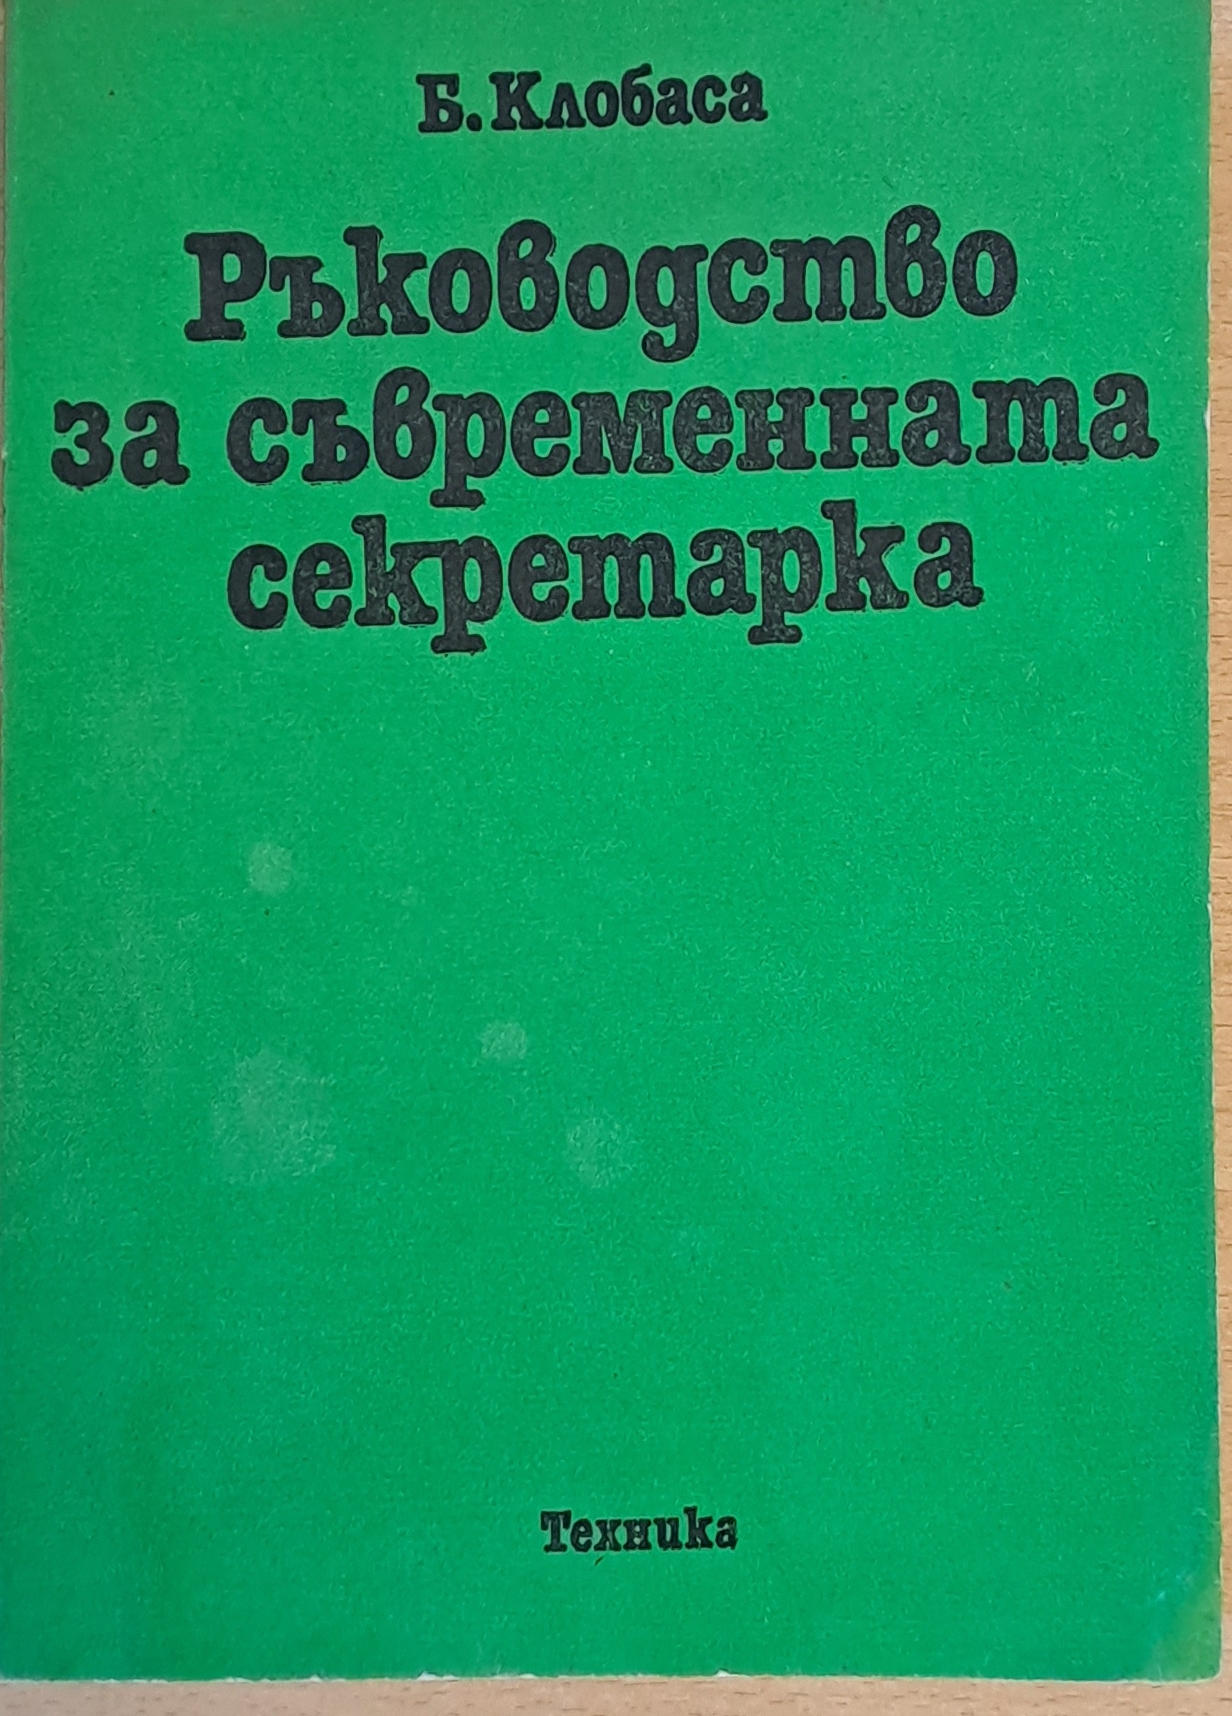 Б. Клобаса
Ръководство
за съвременната
секретарка
Техника